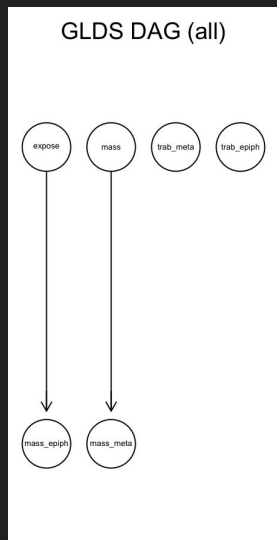 GLDS DAG (all)
expose
mass
trab_meta
trab_epiph
mass_epiph
mass_meta